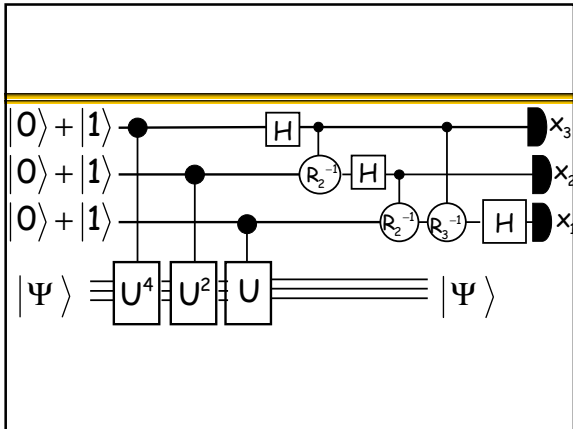 |0⟩ + |1⟩ H x₃
|0⟩ + |1⟩ R₂⁻¹ H x₂
|0⟩ + |1⟩ R₂⁻¹ R₃⁻¹ H x₁
|Ψ⟩ U⁴ U² U |Ψ⟩